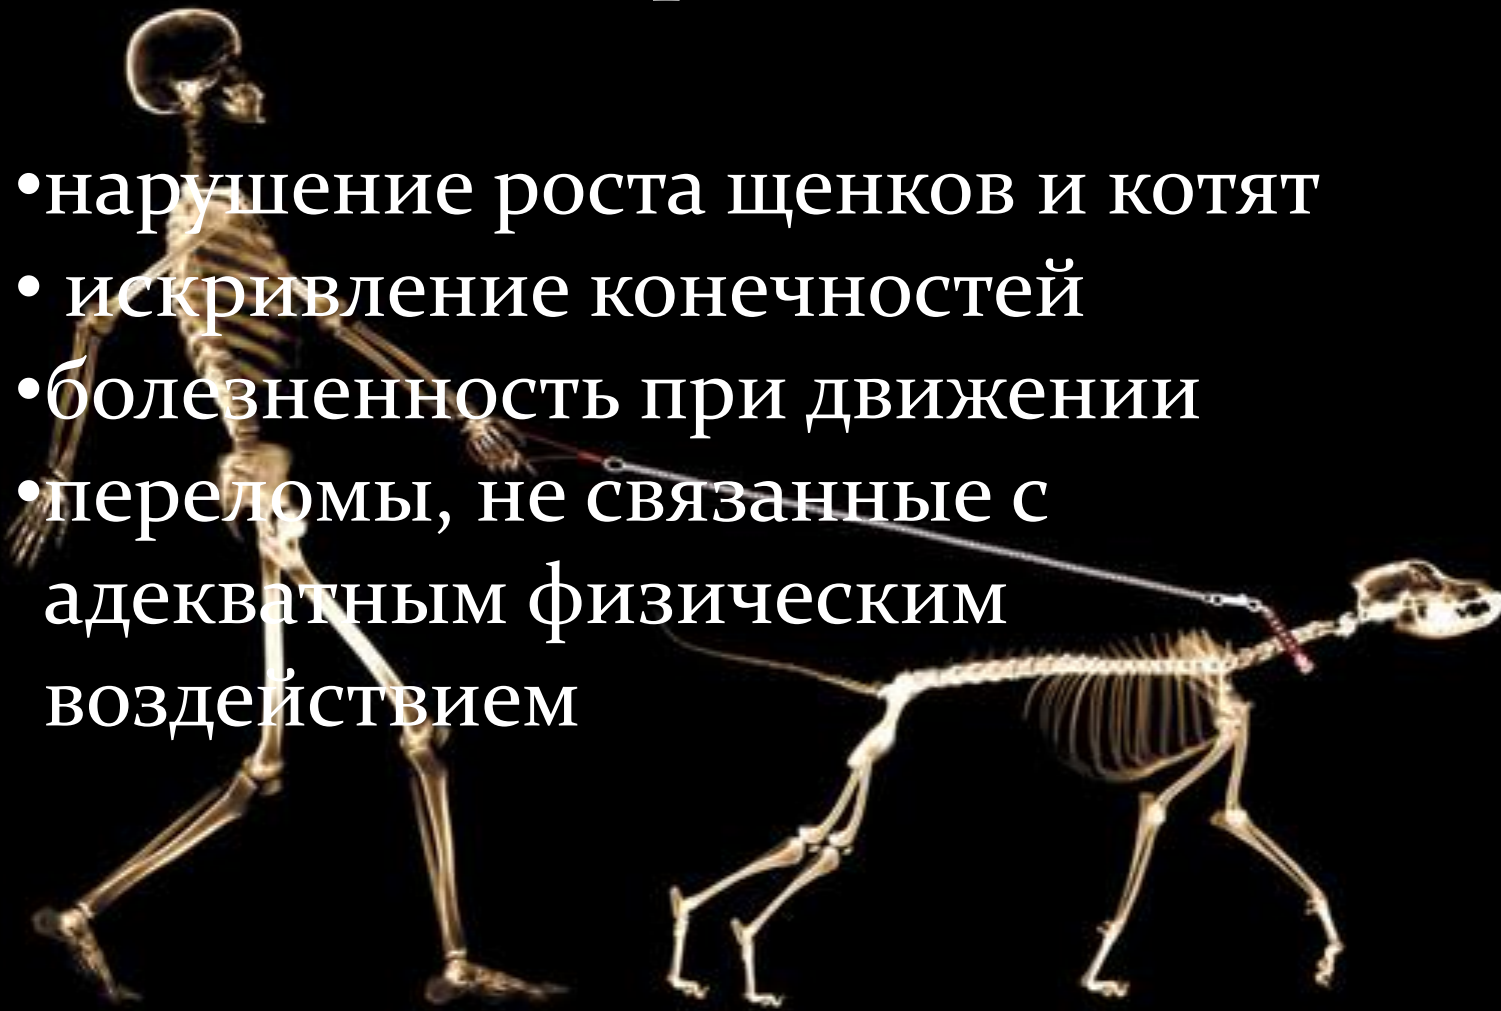 •нарушение роста щенков и котят
• искривление конечностей
•болезненность при движении
•переломы, не связанные с
адекватным физическим
воздействием